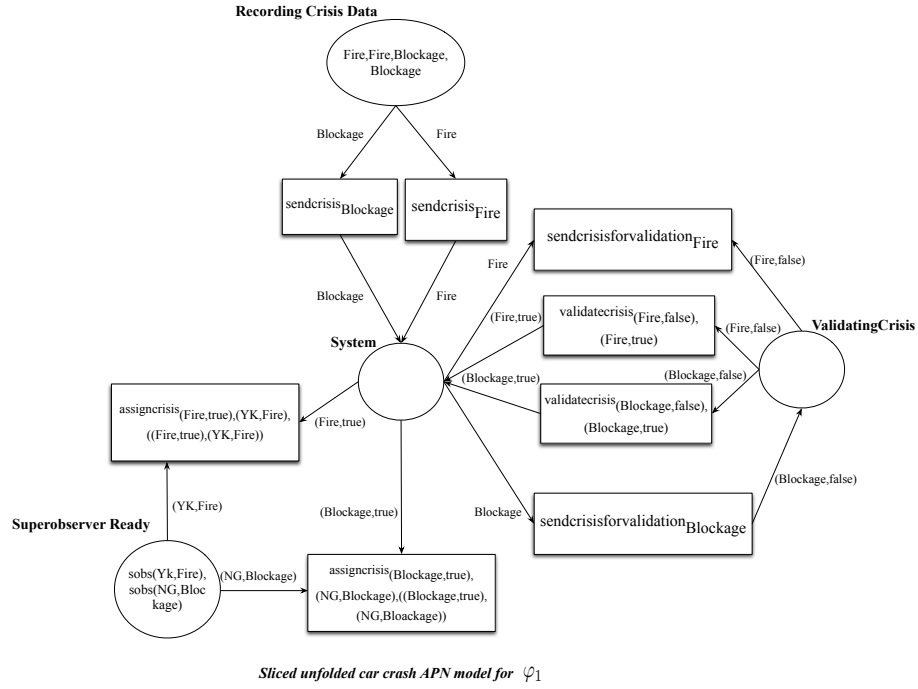 Recording Crisis Data
Fire,Fire,Blockage,
Blockage
Blockage
Fire
sendcrisisBlockage
sendcrisisFire
Blockage
Fire
System
sendcrisisforvalidationFire
Fire
(Fire,false)
(Fire,true)
validatecrisis(Fire,false),
(Fire,true)
(Fire,false)
ValidatingCrisis
(Blockage,true)
(Blockage,false)
validatecrisis(Blockage,false),
(Blockage,true)
assigncrisis(Fire,true),(YK,Fire),
((Fire,true),(YK,Fire))
(Fire,true)
(YK,Fire)
(Blockage,true)
Blockage
sendcrisisforvalidationBlockage
(Blockage,false)
Superobserver Ready
sobs(Yk,Fire),
sobs(NG,Bloc
kage)
(NG,Blockage)
assigncrisis(Blockage,true),
(NG,Blockage),((Blockage,true),
(NG,Bloackage))
Sliced unfolded car crash APN model for φ1